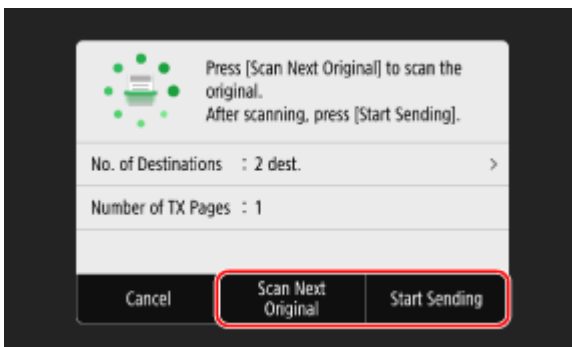 Press [Scan Next Original] to scan the
original.
After scanning, press [Start Sending].
No. of Destinations : 2 dest. >
Number of TX Pages : 1
Cancel
Scan Next
Original
Start Sending